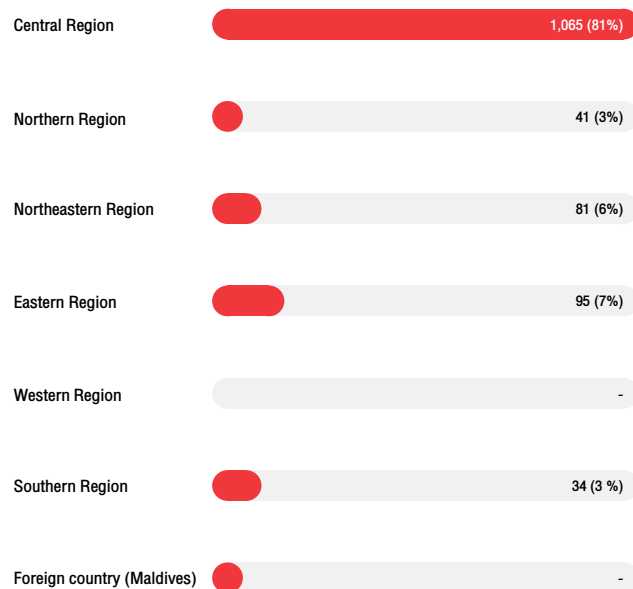 Central Region 1,065 (81%)
Northern Region 41 (3%)
Northeastern Region 81 (6%)
Eastern Region 95 (7%)
Western Region -
Southern Region 34 (3 %)
Foreign country (Maldives) -